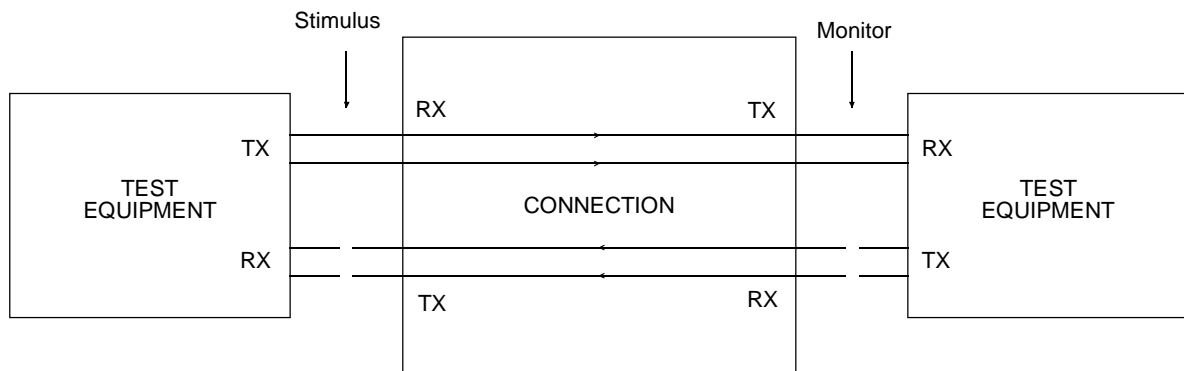 Stimulus
Monitor
RX
TX
TX
RX
TEST
EQUIPMENT
CONNECTION
TEST
EQUIPMENT
RX
TX
TX
RX